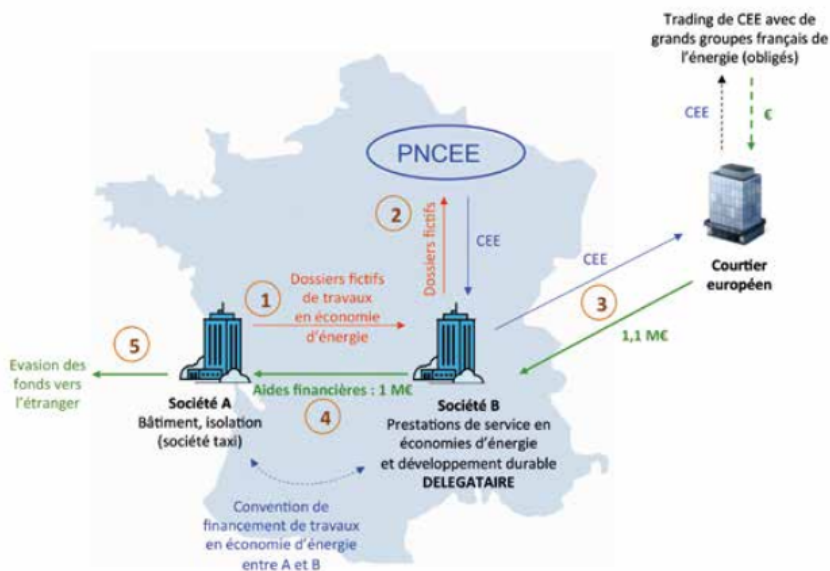 Trading de CEE avec de
grands groupes français de
l'énergie (obligés)
CEE
€
PNCEE
2
Dossiers fictifs
CEE
CEE
Courtier
européen
1
Dossiers fictifs
de travaux
en économie
d'énergie
3
1,1 M€
5
Evasion des
fonds vers
l'étranger
Aides financières : 1 M€
4
Société A
Bâtiment, isolation
(société taxi)
Société B
Prestations de service en
économies d'énergie
et développement durable
DELEGATAIRE
Convention de
financement de travaux
en économie d'énergie
entre A et B